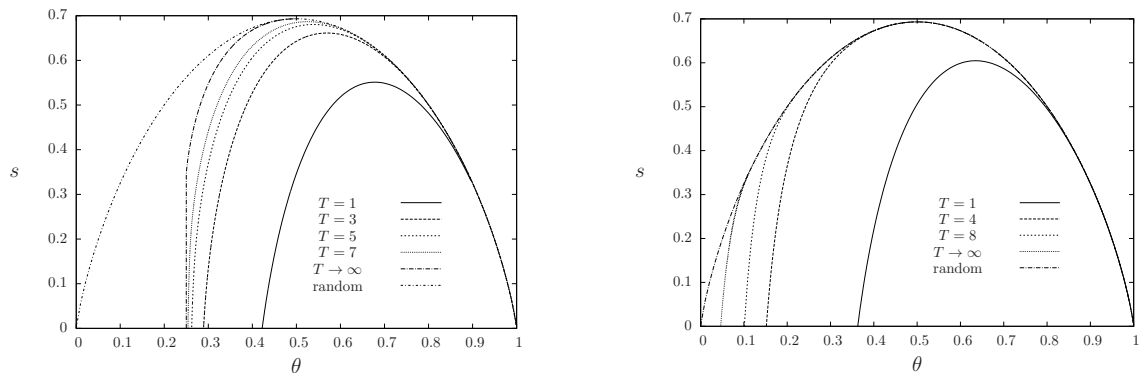 0.7
0.6
0.5
0.4
0.3
0.2
0.1
0
s
T = 1
T = 3
T = 5
T = 7
T → ∞
random
0 0.1 0.2 0.3 0.4 0.5 0.6 0.7 0.8 0.9 1
θ
0.7
0.6
0.5
0.4
0.3
0.2
0.1
0
s
T = 1
T = 4
T = 8
T → ∞
random
0 0.1 0.2 0.3 0.4 0.5 0.6 0.7 0.8 0.9 1
θ